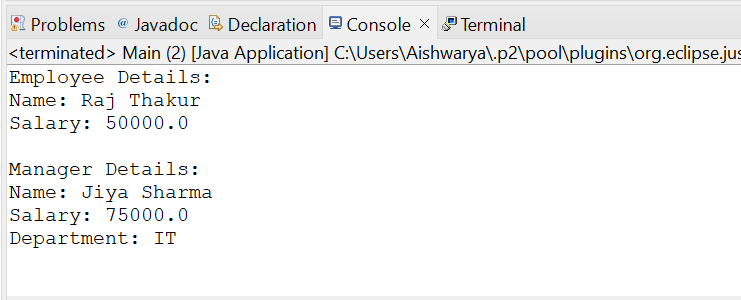 Problems @ Javadoc Declaration Console × Terminal
<terminated> Main (2) [Java Application] C:\Users\Aishwarya\.p2\pool\plugins\org.eclipse.jus
Employee Details:
Name: Raj Thakur
Salary: 50000.0
Manager Details:
Name: Jiya Sharma
Salary: 75000.0
Department: IT